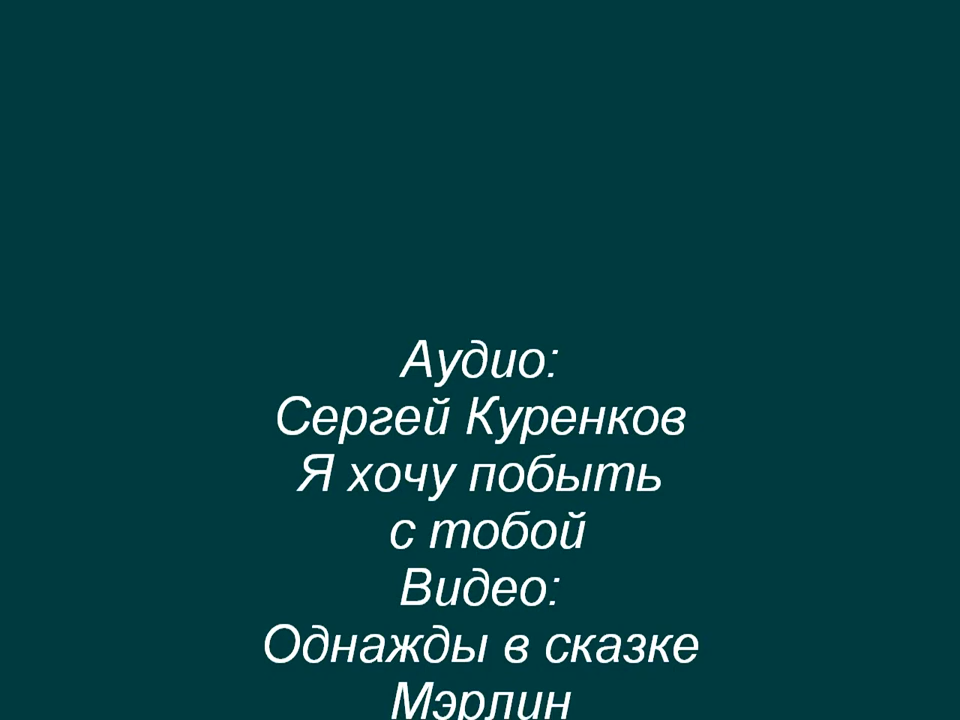 Аудио:
Сергей Куренков
Я хочу побыть
с тобой
Видео:
Однажды в сказке
Мэрлин